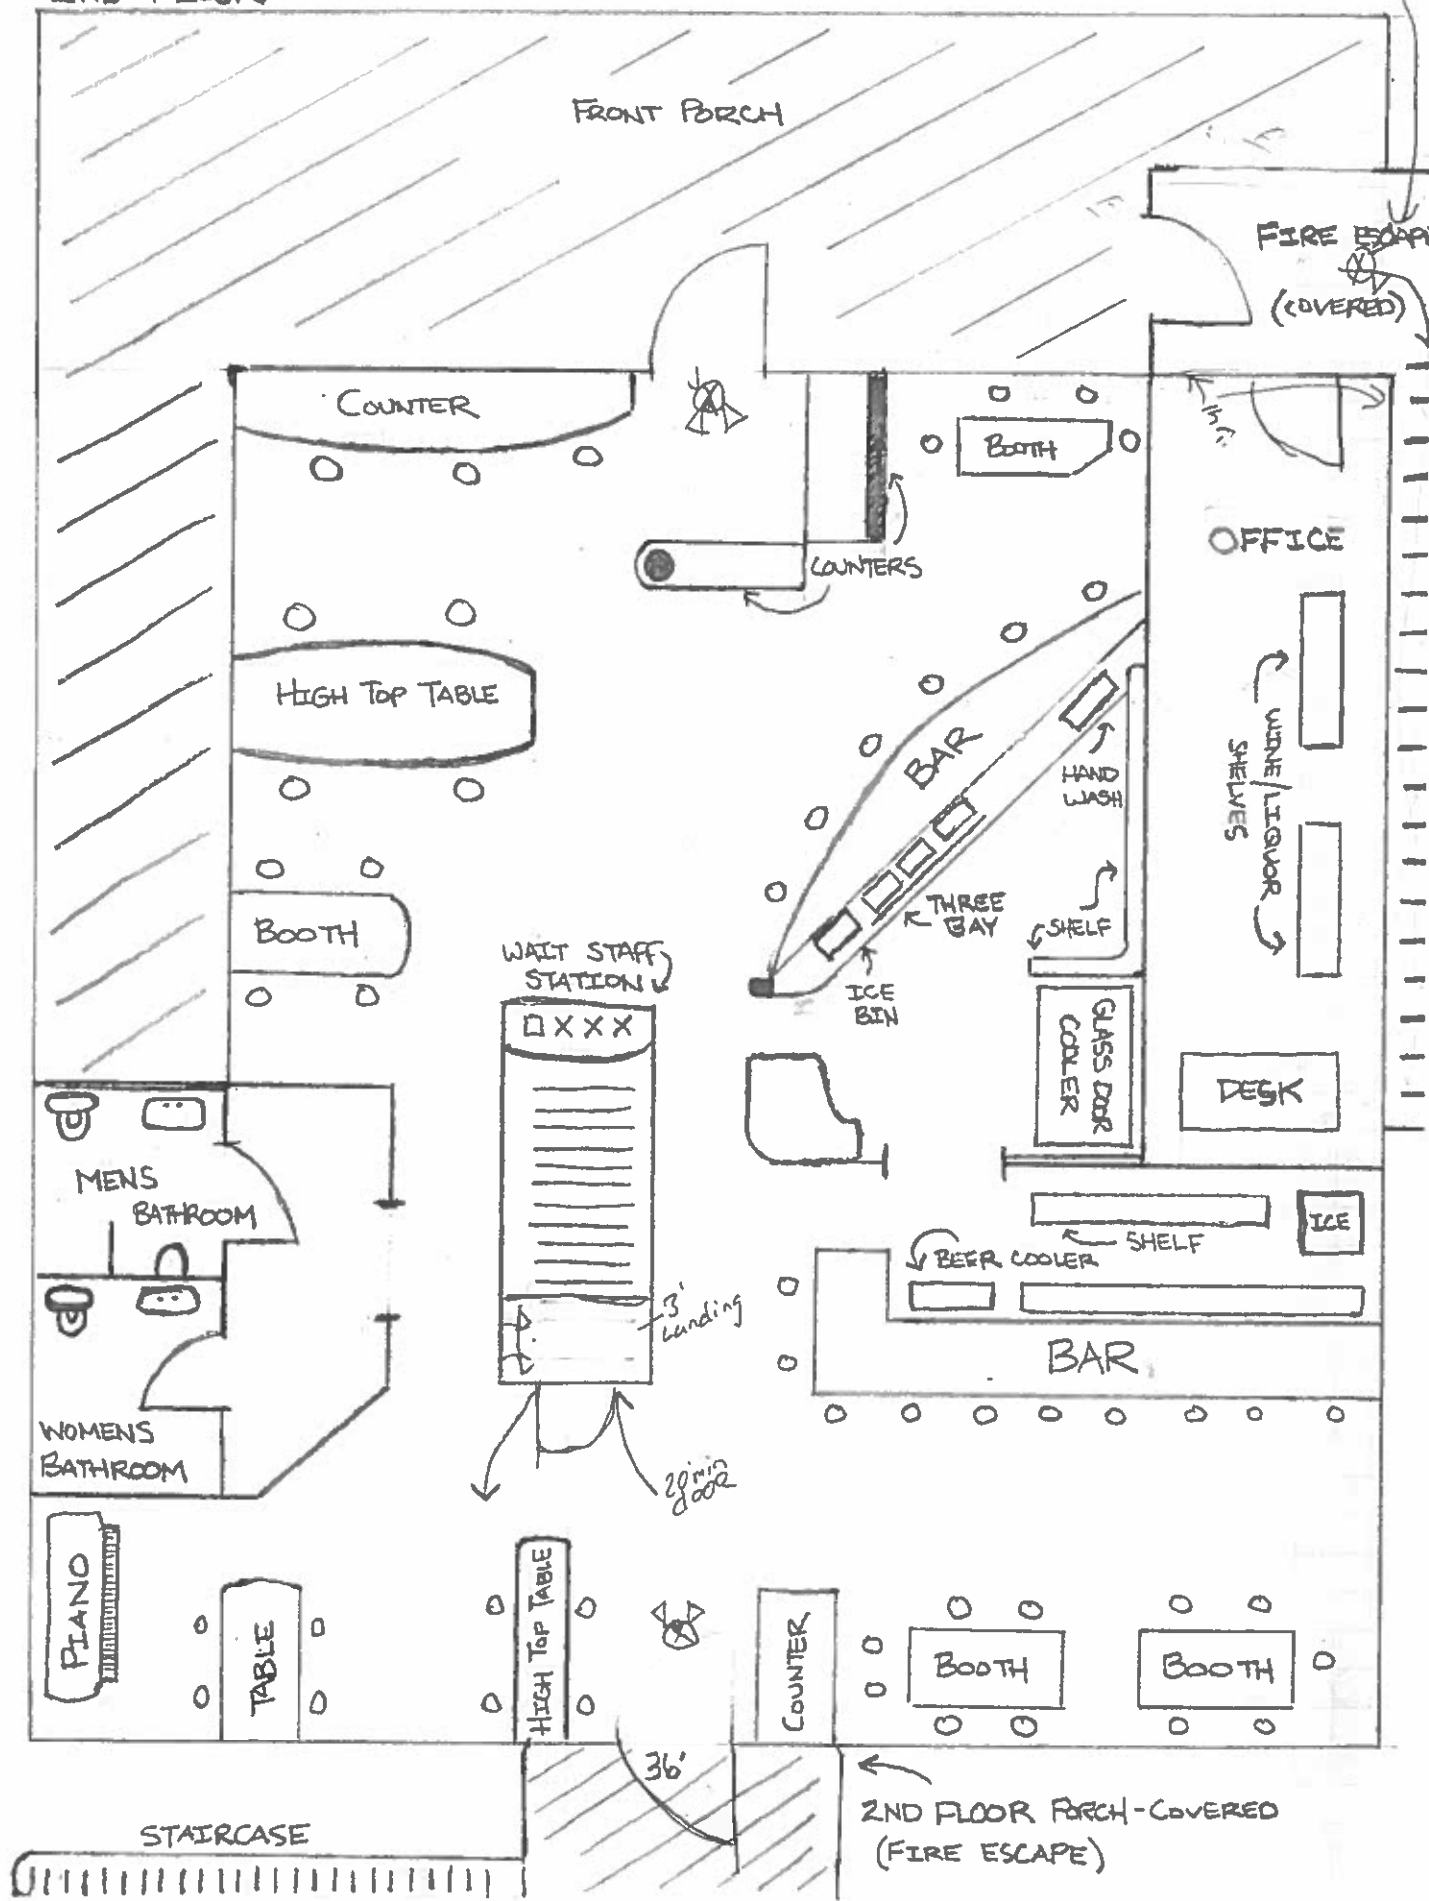 FRONT PORCH
FIRE ESCAPE
(COVERED)
COUNTER
BOOTH
1hr.
OFFICE
COUNTERS
HIGH TOP TABLE
BAR
HAND
WASH
WINE/LIQUOR
SHELVES
BOOTH
THREE
BAY
SHELF
WAIT STAFF
STATION
ICE
BIN
GLASS DOOR
COOLER
DESK
MENS
BATHROOM
SHELF
ICE
BEER COOLER
3'
Landing
BAR
WOMENS
BATHROOM
min
door
PIANO
TABLE
HIGH TOP TABLE
COUNTER
BOOTH
BOOTH
36'
2ND FLOOR PORCH-COVERED
(FIRE ESCAPE)
STAIRCASE